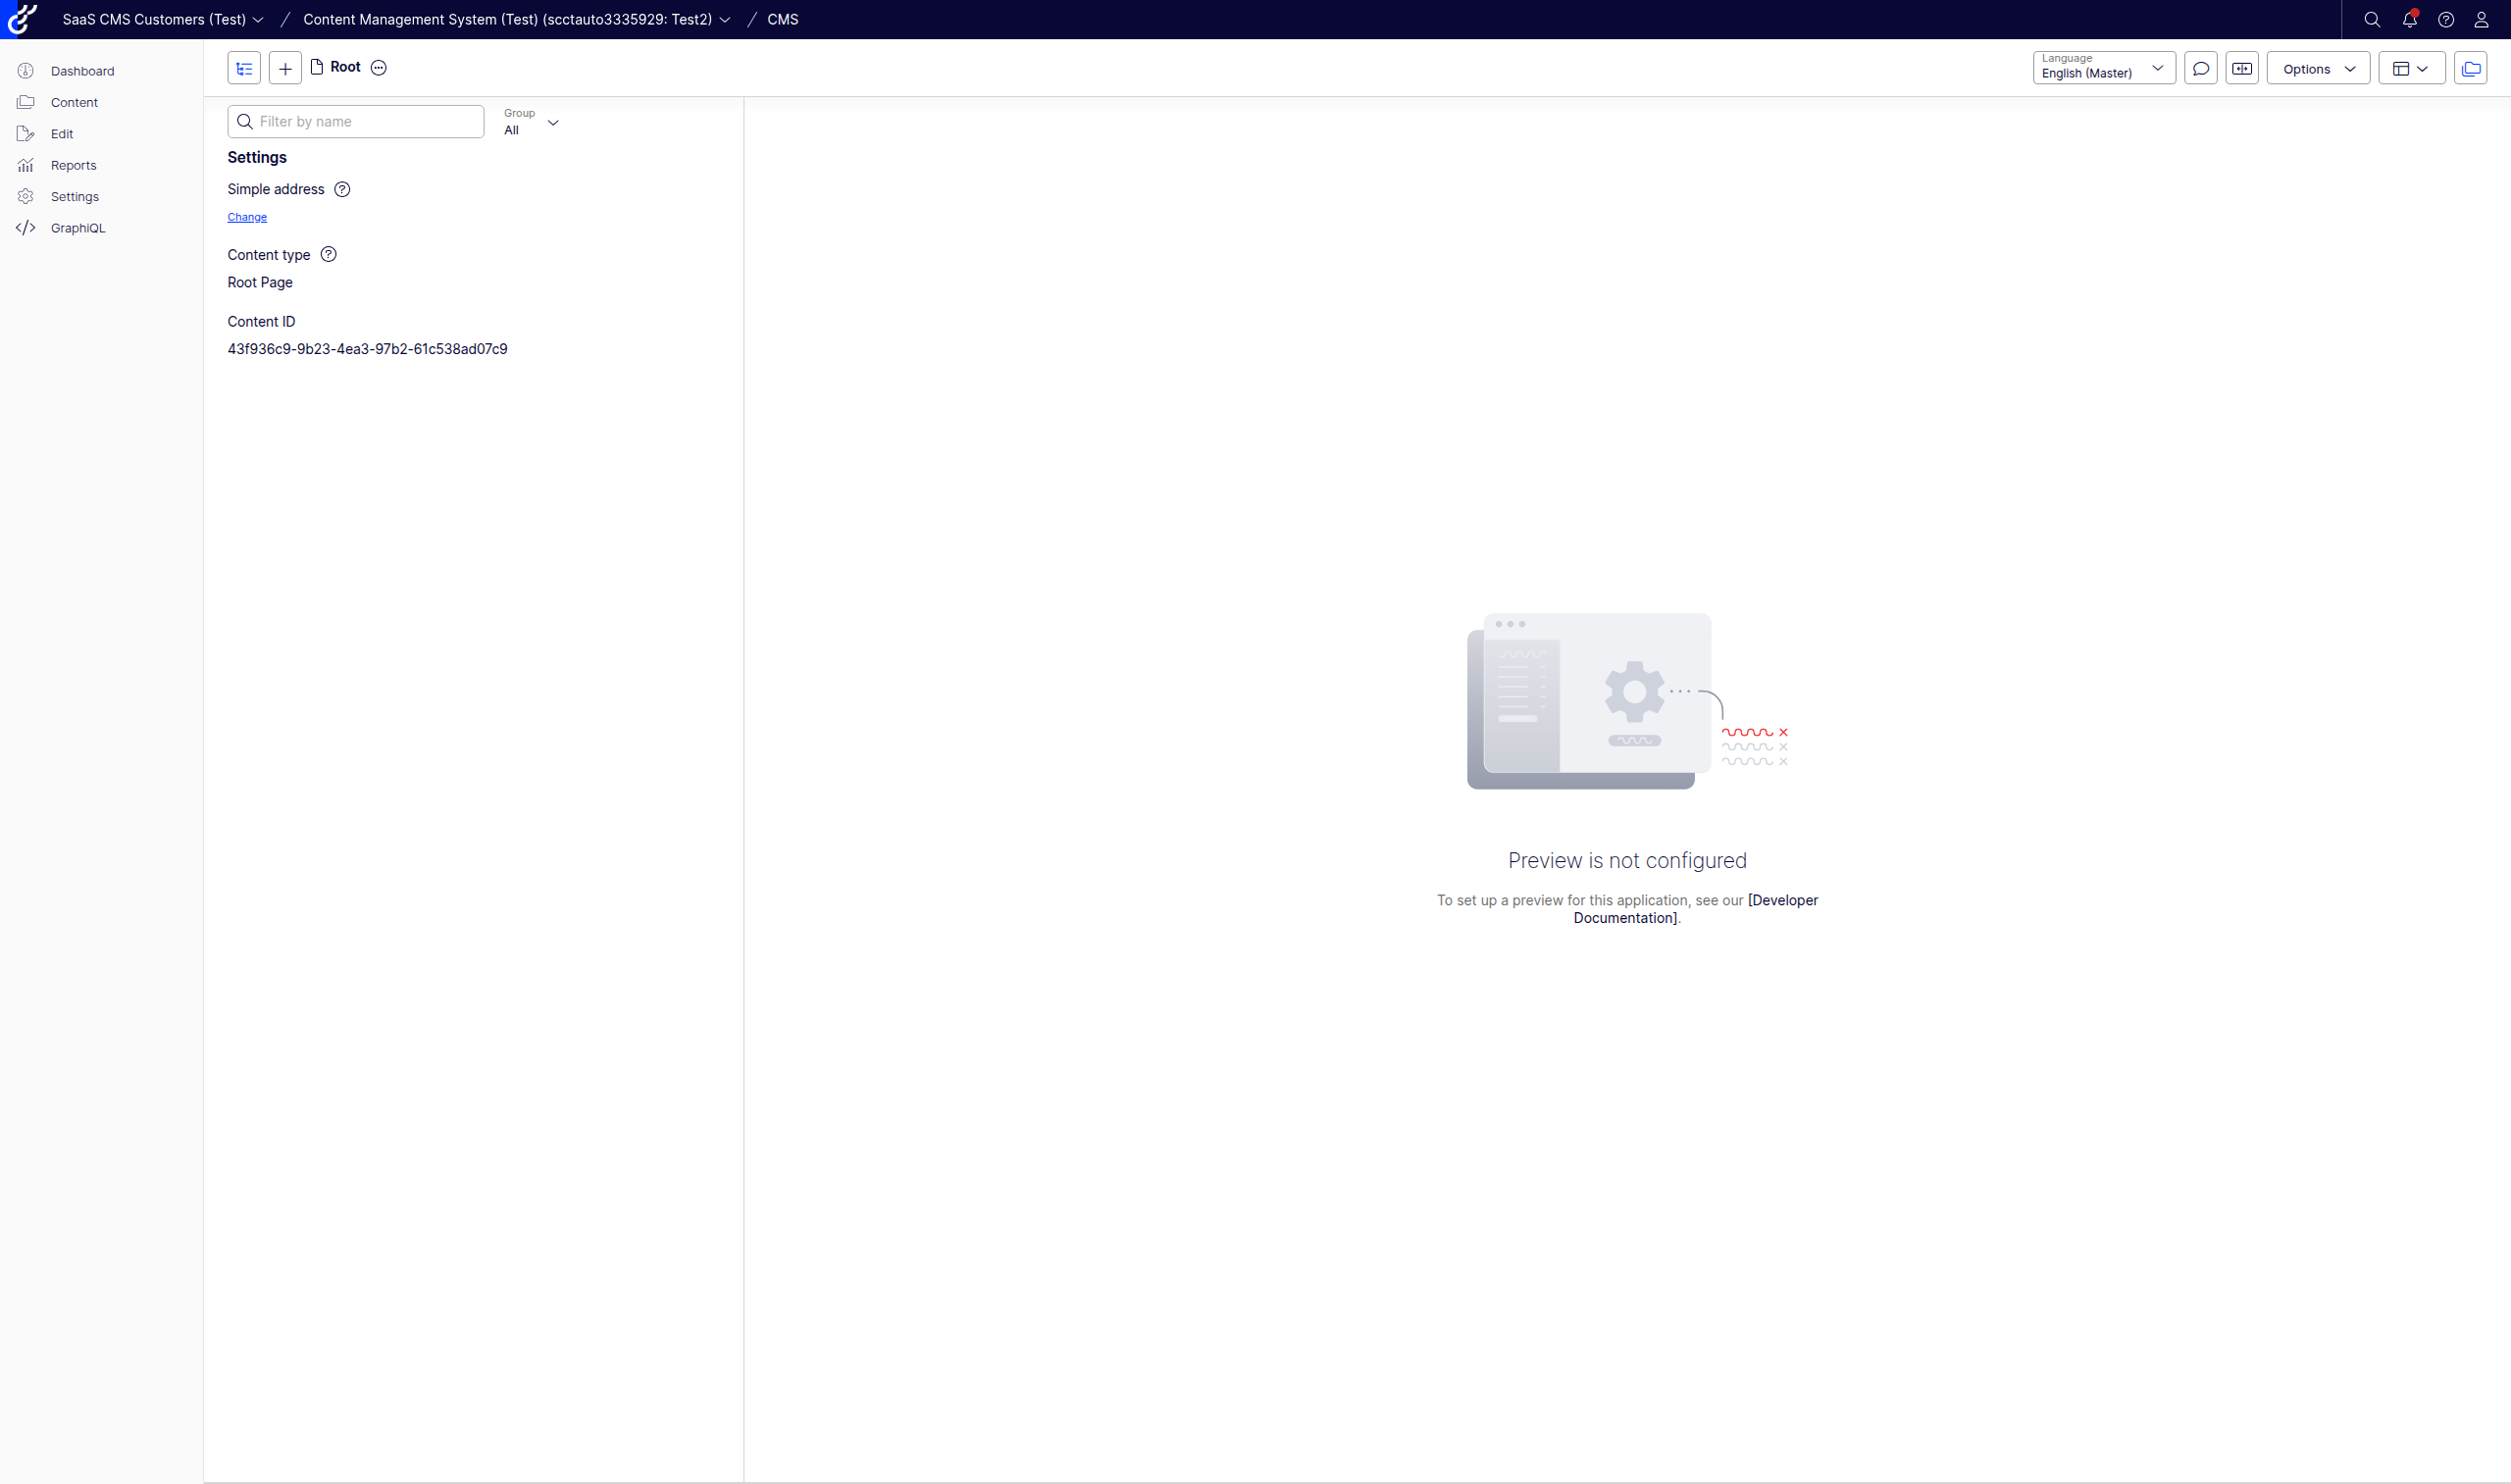 SaaS CMS Customers (Test) / Content Management System (Test) (scctauto3335929: Test2) / CMS
Dashboard
Content
Edit
Reports
Settings
GraphiQL
Root
Language
English (Master)
Options
Filter by name
Group
All
Settings
Simple address
Change
Content type
Root Page
Content ID
43f936c9-9b23-4ea3-97b2-61c538ad07c9
Preview is not configured
To set up a preview for this application, see our [Developer
Documentation].